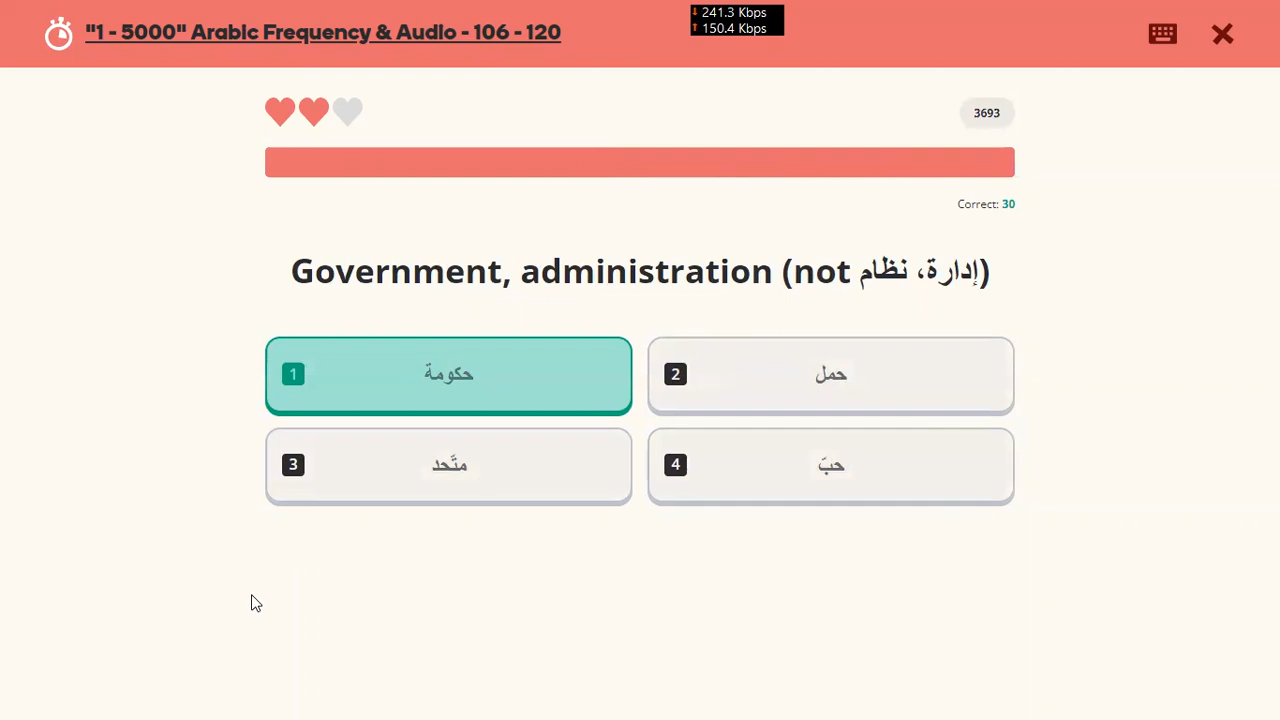 "1 - 5000" Arabic Frequency & Audio - 106 - 120
241.3 Kbps
150.4 Kbps
3693
Correct: 30
Government, administration (not إدارة، نظام)
1 حكومة
2 حمل
3 متّحد
4 حبّ